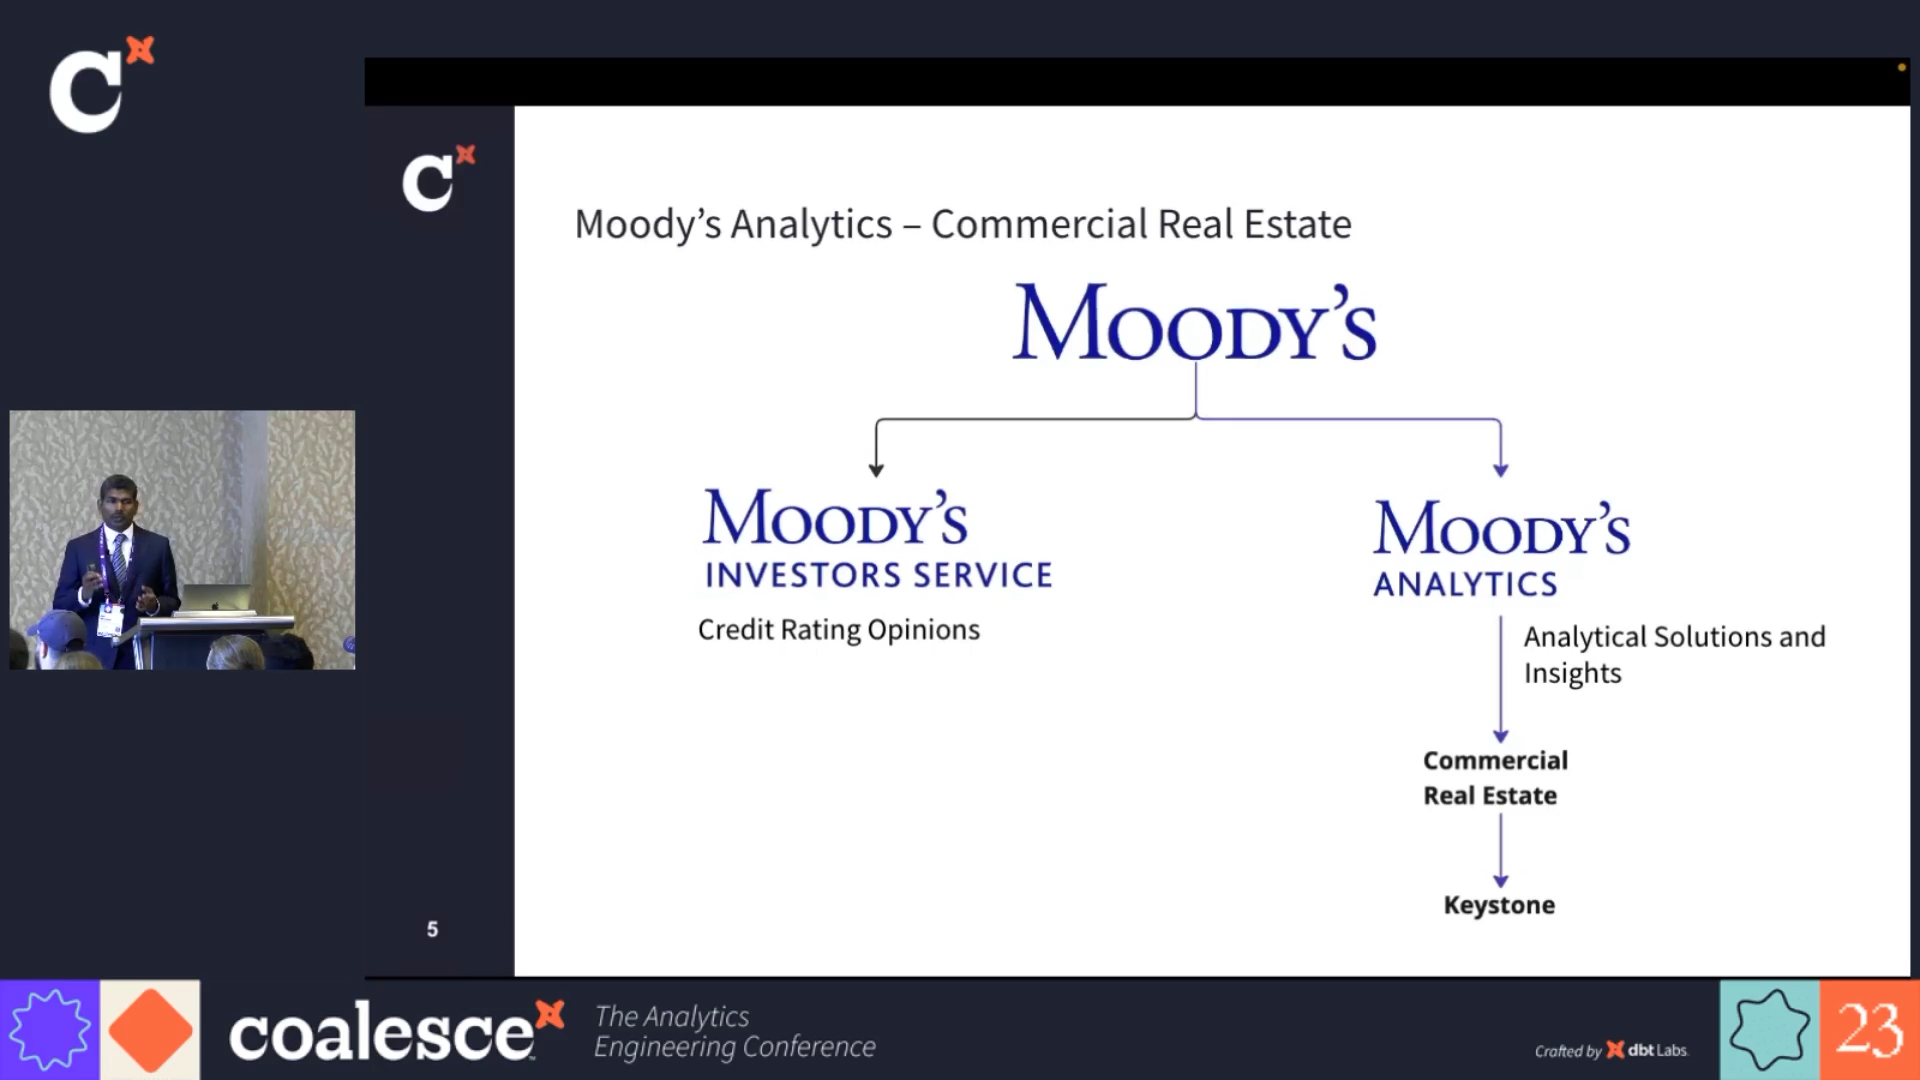 C
C
Moody's Analytics – Commercial Real Estate
MOODY'S
MOODY'S
INVESTORS SERVICE
Credit Rating Opinions
MOODY'S
ANALYTICS
Analytical Solutions and
Insights
Commercial
Real Estate
Keystone
5
coalesce
The Analytics
Engineering Conference
Crafted by dbt Labs
23